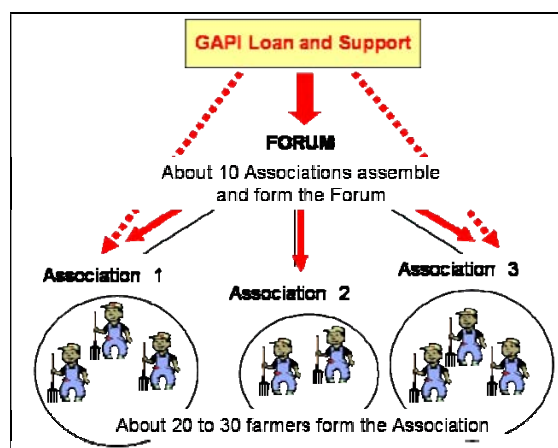 GAPI Loan and Support
FORUM
About 10 Associations assemble
and form the Forum
Association 1
Association 2
Association 3
About 20 to 30 farmers form the Association